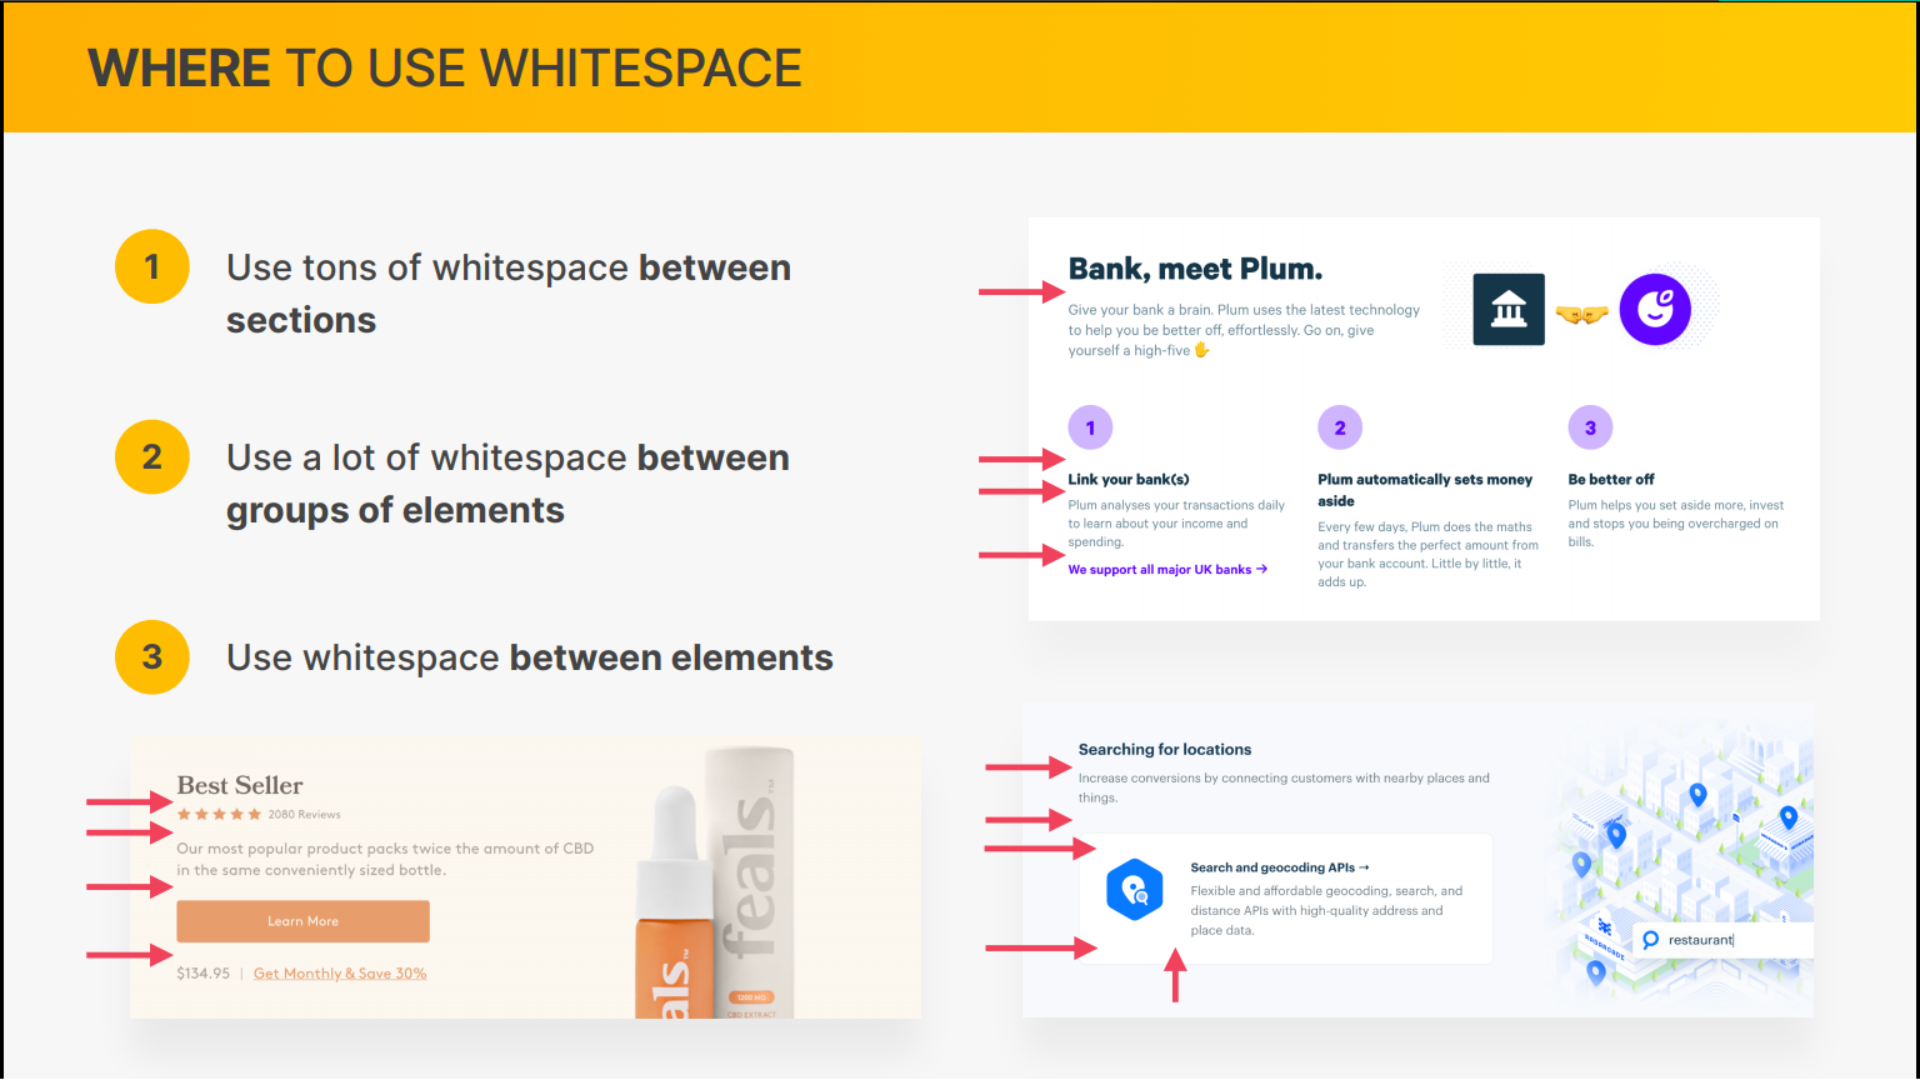 WHERE TO USE WHITESPACE
1
Use tons of whitespace between
sections
2
Use a lot of whitespace between
groups of elements
3
Use whitespace between elements
Bank, meet Plum.
Give your bank a brain. Plum uses the latest technology
to help you be better off, effortlessly. Go on, give
yourself a high-five
1
Link your bank(s)
Plum analyses your transactions daily
to learn about your income and
spending.
We support all major UK banks →
2
Plum automatically sets money
aside
Every few days, Plum does the maths
and transfers the perfect amount from
your bank account. Little by little, it
adds up.
3
Be better off
Plum helps you set aside more, invest
and stops you being overcharged on
bills.
Best Seller
2080 Reviews
Our most popular product packs twice the amount of CBD
in the same conveniently sized bottle.
Learn More
$134.95 | Get Monthly & Save 30%
feals™
als™
1200 MG
CBD EXTRACT
Searching for locations
Increase conversions by connecting customers with nearby places and
things.
Search and geocoding APIs →
Flexible and affordable geocoding, search, and
distance APIs with high-quality address and
place data.
restaurant